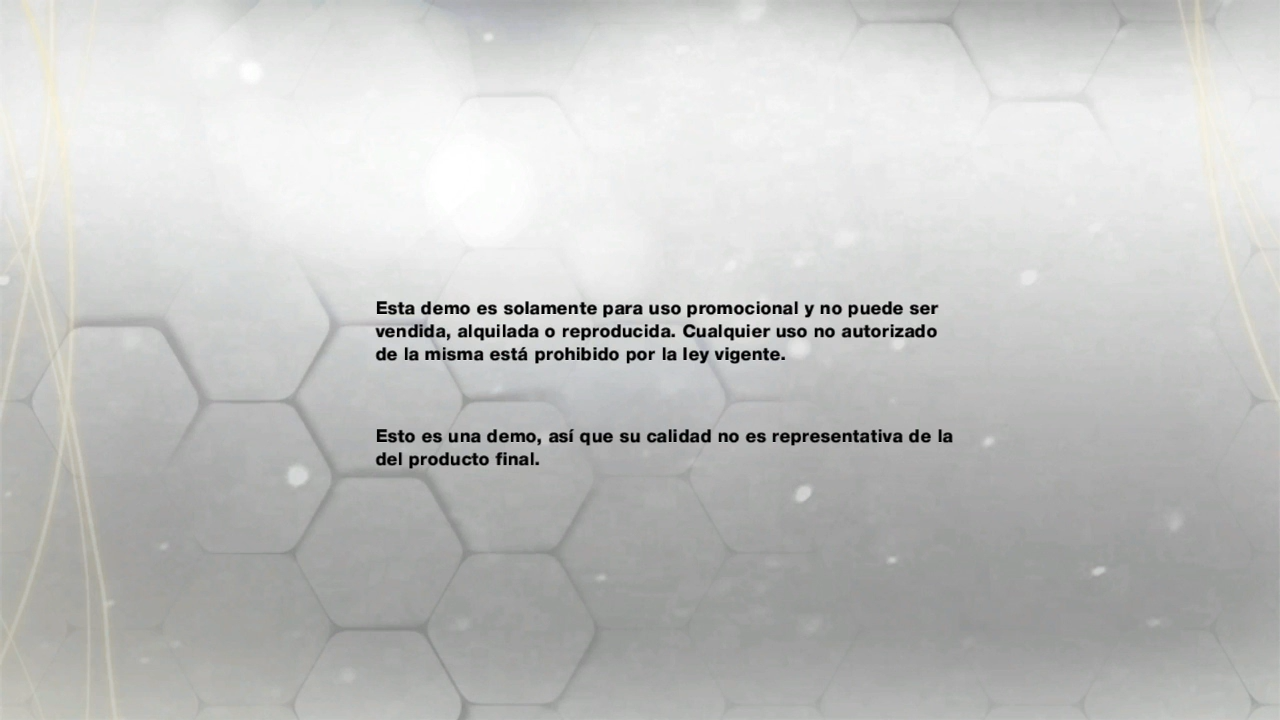 Esta demo es solamente para uso promocional y no puede ser
vendida, alquilada o reproducida. Cualquier uso no autorizado
de la misma está prohibido por la ley vigente.
Esto es una demo, así que su calidad no es representativa de la
del producto final.